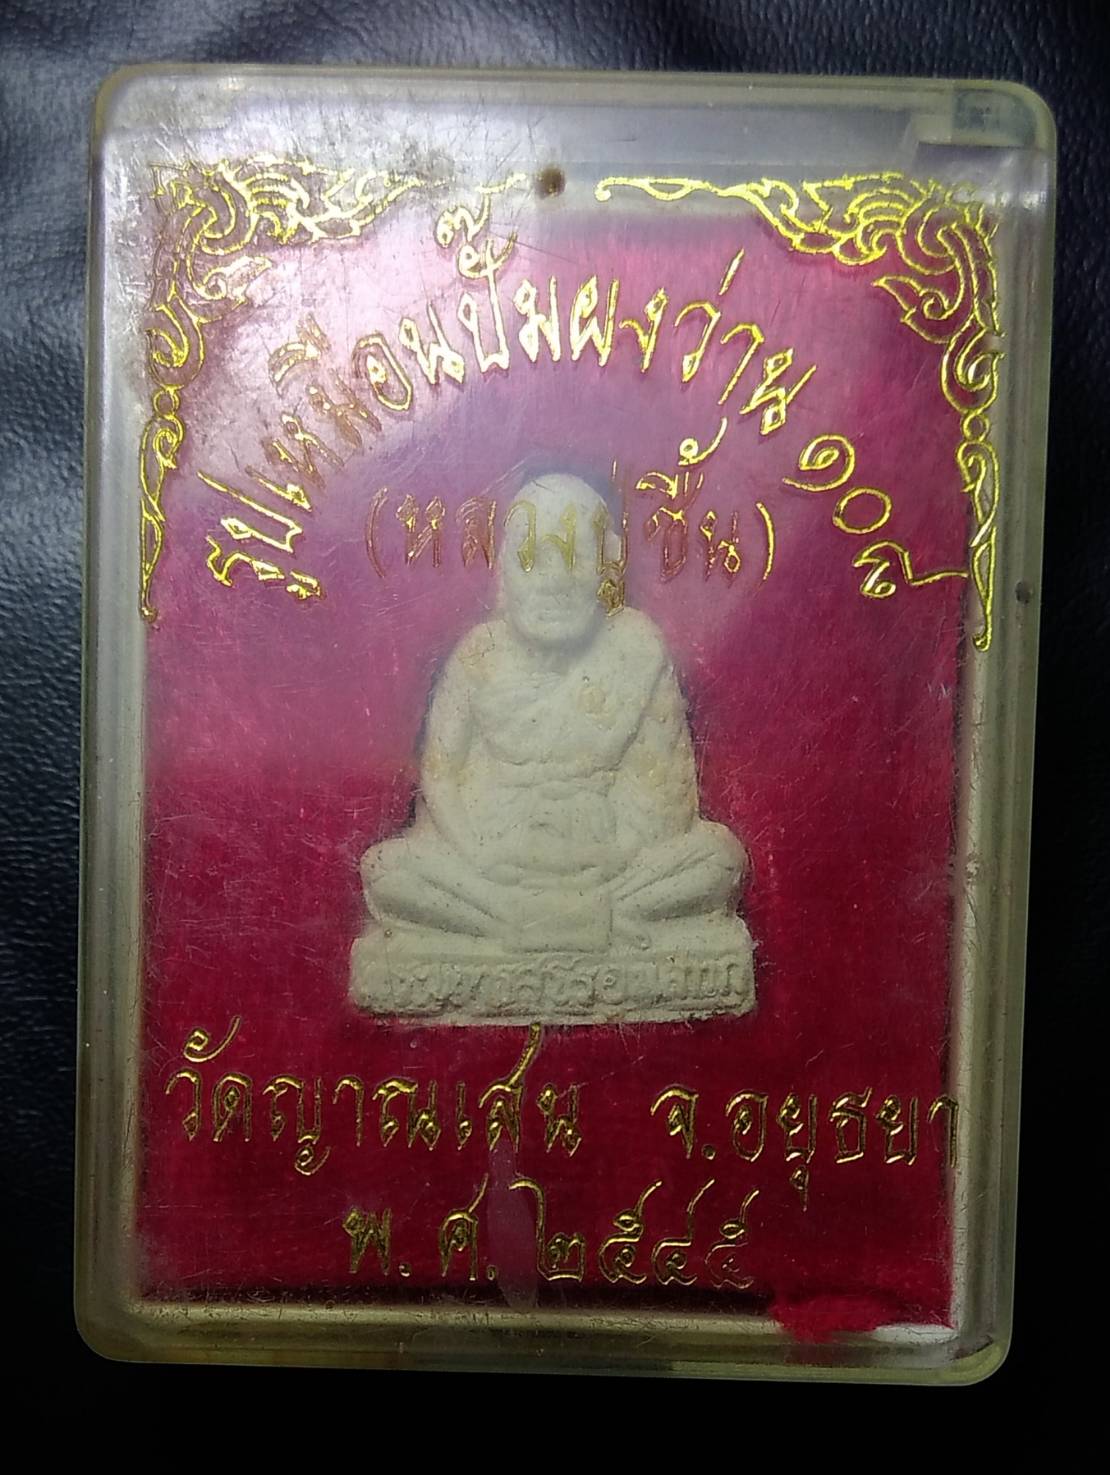 รูปเหมือนปั๊มผงว่าน ๑๐๘
(หลวงปู่ชื้น)
วัดญาณเสน จ.อยุธยา
พ.ศ. ๒๕๔๕